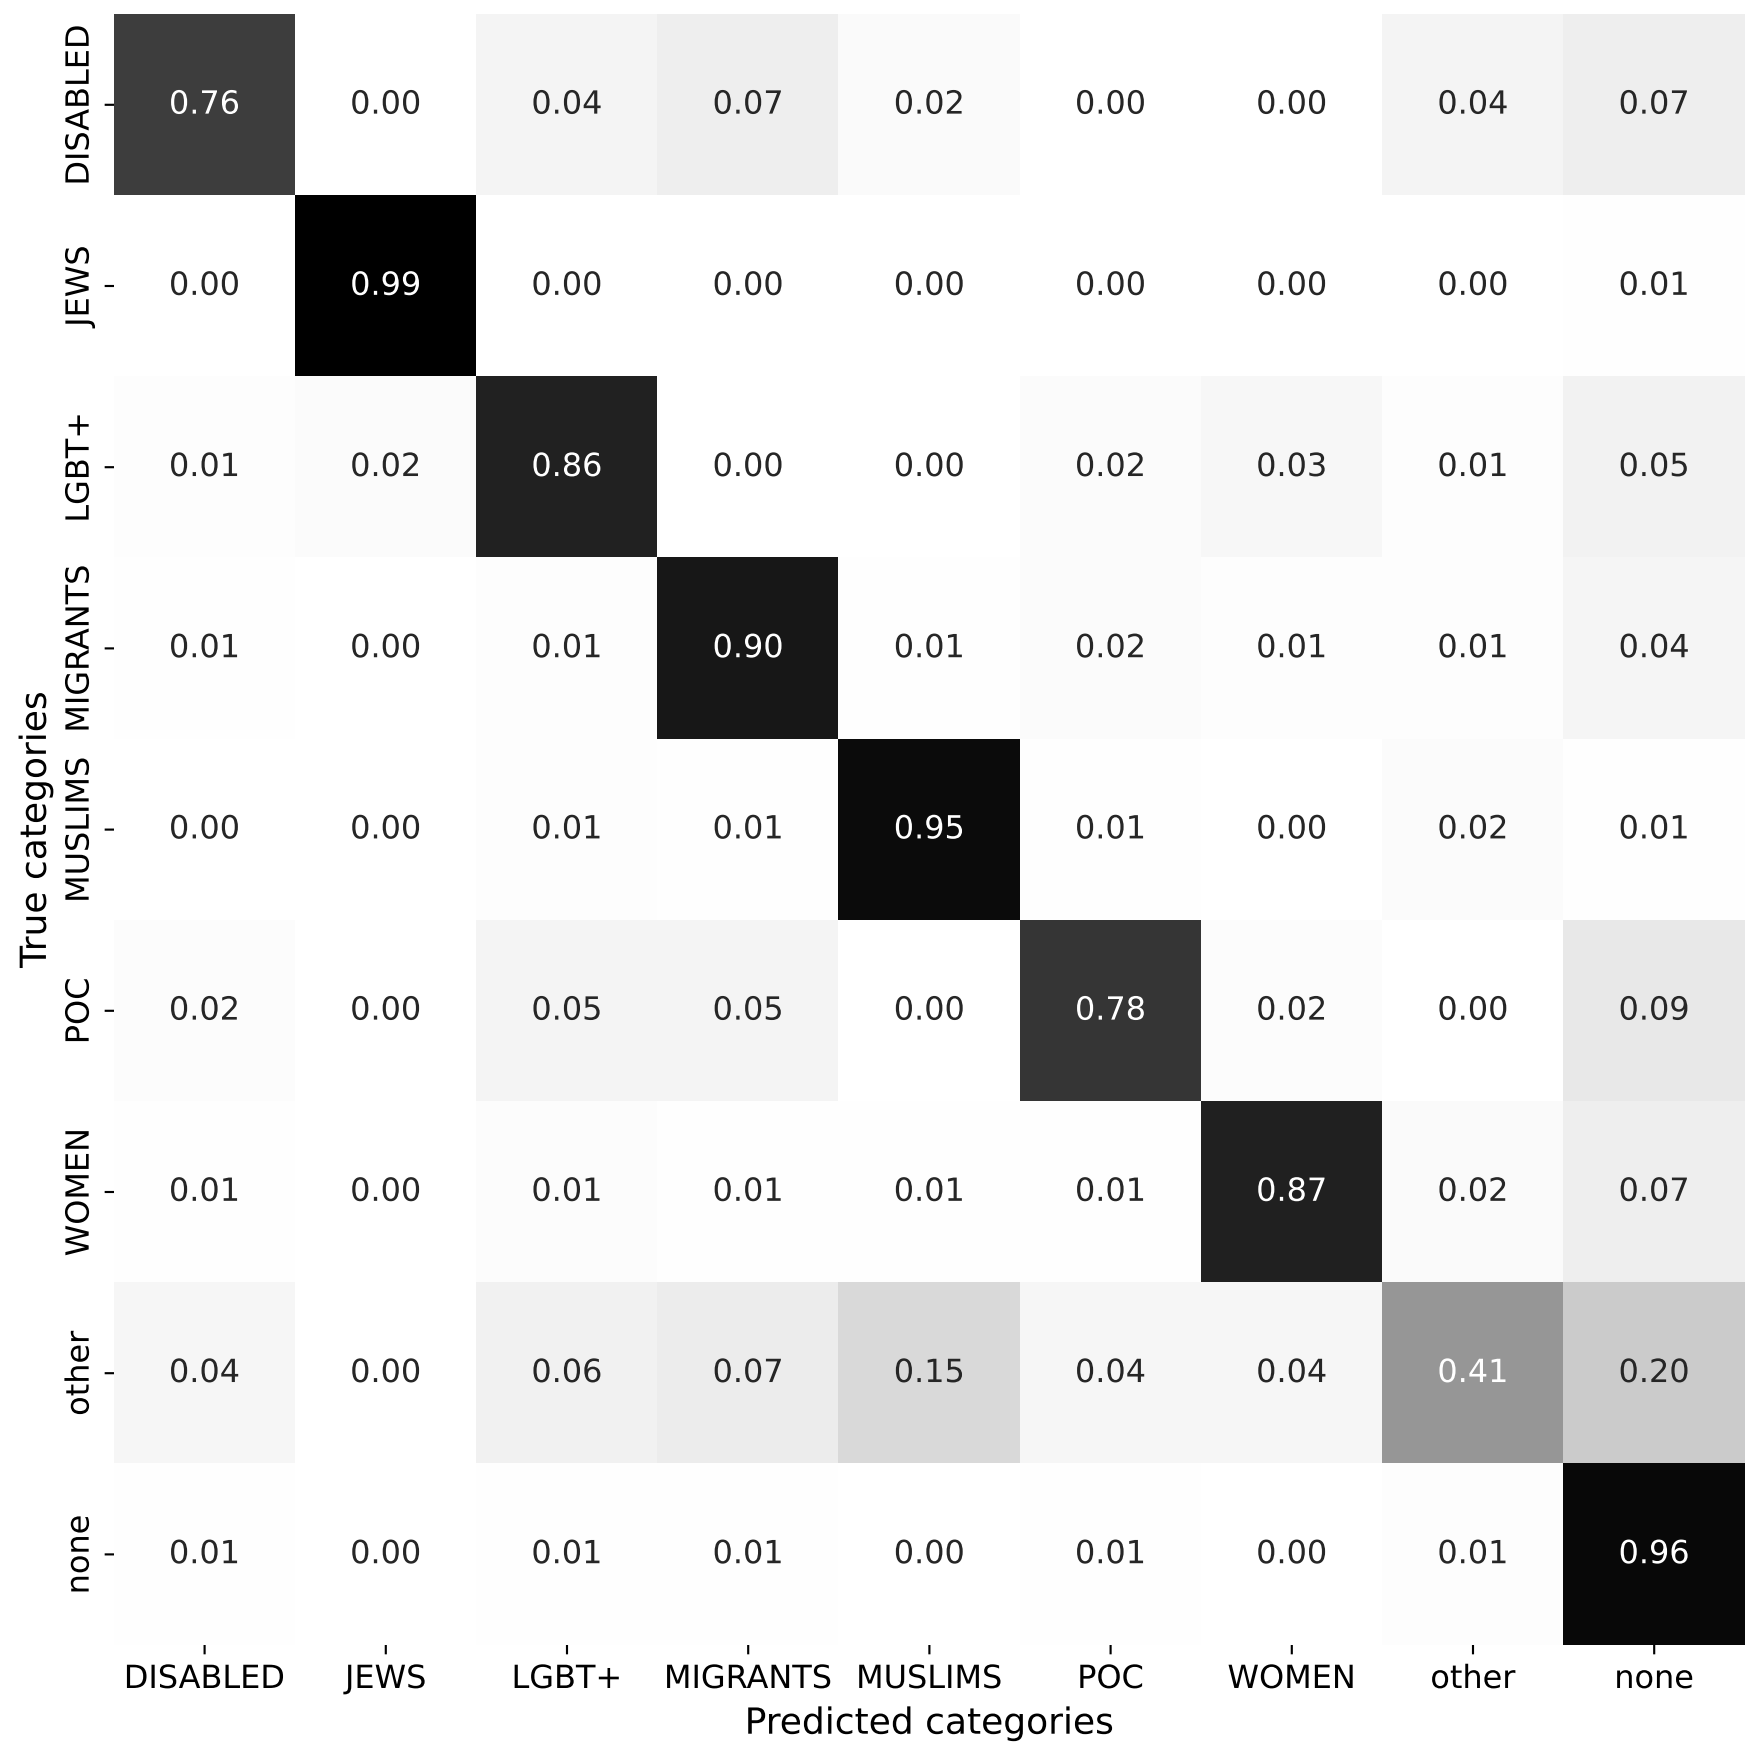 True categories
DISABLED 0.76 0.00 0.04 0.07 0.02 0.00 0.00 0.04 0.07
JEWS 0.00 0.99 0.00 0.00 0.00 0.00 0.00 0.00 0.01
LGBT+ 0.01 0.02 0.86 0.00 0.00 0.02 0.03 0.01 0.05
MIGRANTS 0.01 0.00 0.01 0.90 0.01 0.02 0.01 0.01 0.04
MUSLIMS 0.00 0.00 0.01 0.01 0.95 0.01 0.00 0.02 0.01
POC 0.02 0.00 0.05 0.05 0.00 0.78 0.02 0.00 0.09
WOMEN 0.01 0.00 0.01 0.01 0.01 0.01 0.87 0.02 0.07
other 0.04 0.00 0.06 0.07 0.15 0.04 0.04 0.41 0.20
none 0.01 0.00 0.01 0.01 0.00 0.01 0.00 0.01 0.96
DISABLED JEWS LGBT+ MIGRANTS MUSLIMS POC WOMEN other none
Predicted categories